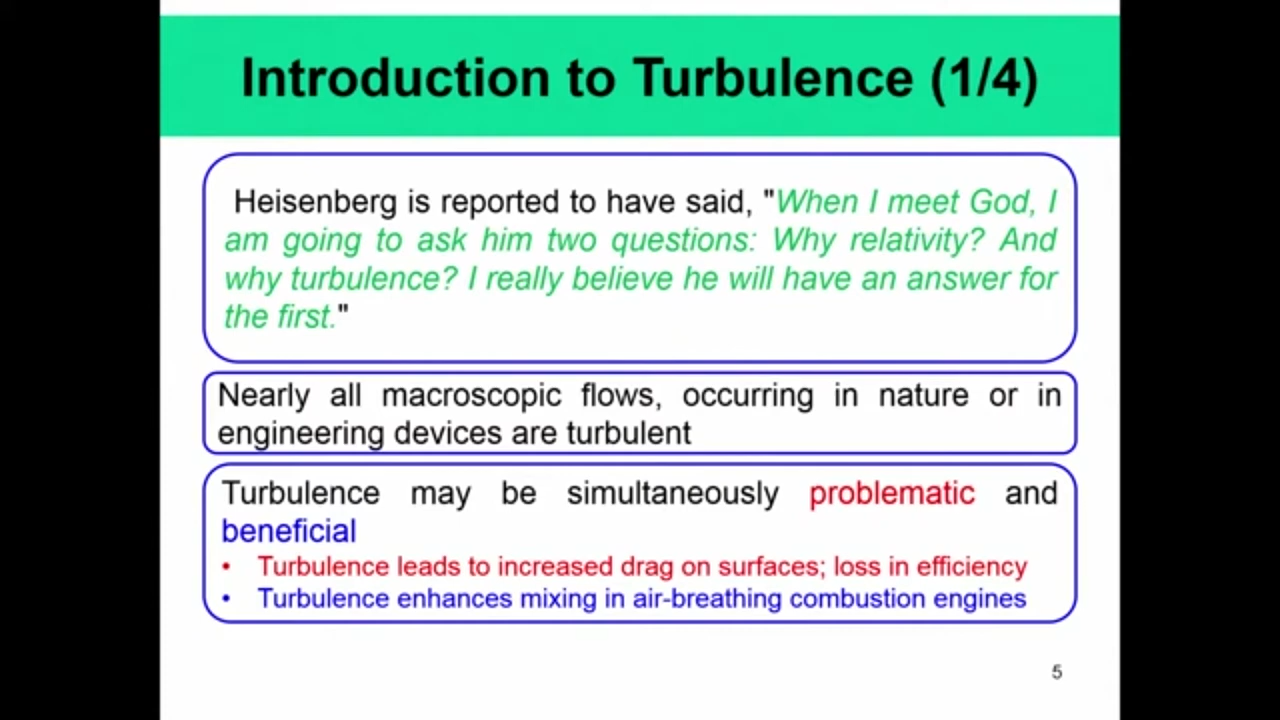 Introduction to Turbulence (1/4)
Heisenberg is reported to have said, "When I meet God, I
am going to ask him two questions: Why relativity? And
why turbulence? I really believe he will have an answer for
the first."
Nearly all macroscopic flows, occurring in nature or in
engineering devices are turbulent
Turbulence may be simultaneously problematic and
beneficial
• Turbulence leads to increased drag on surfaces; loss in efficiency
• Turbulence enhances mixing in air-breathing combustion engines
5